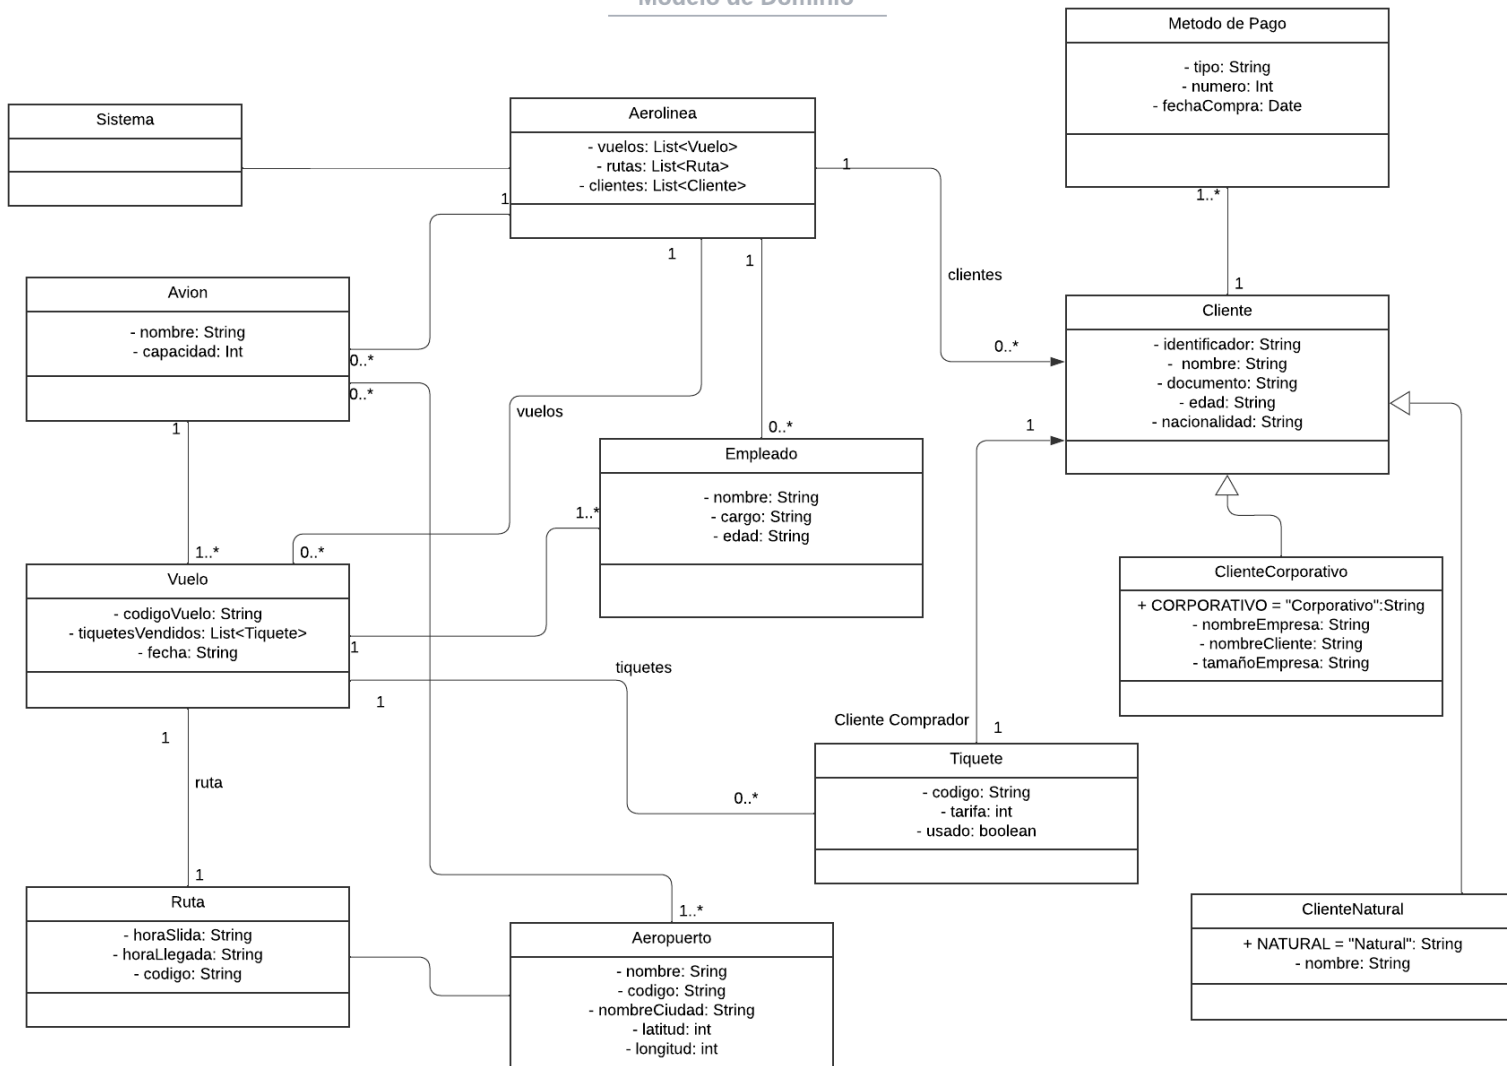 Modelo de Dominio
Metodo de Pago
- tipo: String
- numero: Int
- fechaCompra: Date
1..*
1
Sistema
Aerolinea
- vuelos: List<Vuelo>
- rutas: List<Ruta>
- clientes: List<Cliente>
1
1
1
1
clientes
0..*
Avion
- nombre: String
- capacidad: Int
0..*
0..*
1
1..*
vuelos
0..*
Cliente
- identificador: String
- nombre: String
- documento: String
- edad: String
- nacionalidad: String
1
0..*
Empleado
- nombre: String
- cargo: String
- edad: String
1..*
Vuelo
- codigoVuelo: String
- tiquetesVendidos: List<Tiquete>
- fecha: String
1
1
tiquetes
0..*
1
ruta
1
ClienteCorporativo
+ CORPORATIVO = "Corporativo":String
- nombreEmpresa: String
- nombreCliente: String
- tamañoEmpresa: String
Cliente Comprador
1
Tiquete
- codigo: String
- tarifa: int
- usado: boolean
Ruta
- horaSlida: String
- horaLlegada: String
- codigo: String
1..*
Aeropuerto
- nombre: Sring
- codigo: String
- nombreCiudad: String
- latitud: int
- longitud: int
ClienteNatural
+ NATURAL = "Natural": String
- nombre: String